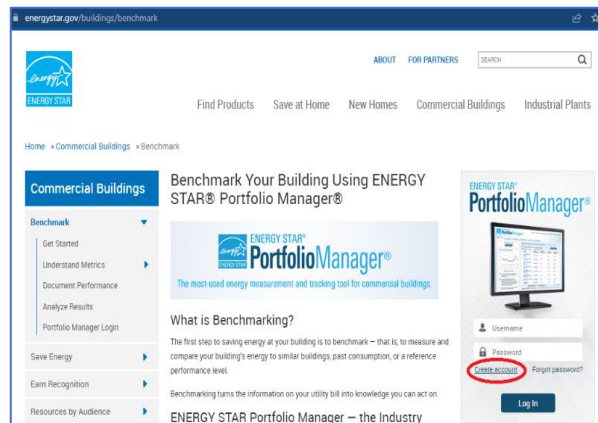 energystar.gov/buildings/benchmark
ABOUT FOR PARTNERS SEARCH
energy
ENERGY STAR
Find Products Save at Home New Homes Commercial Buildings Industrial Plants
Home » Commercial Buildings » Benchmark
Commercial Buildings
Benchmark
Get Started
Understand Metrics
Document Performance
Analyze Results
Portfolio Manager Login
Save Energy
Earn Recognition
Resources by Audience
Benchmark Your Building Using ENERGY
STAR® Portfolio Manager®
ENERGY STAR®
PortfolioManager®
The most-used energy measurement and tracking tool for commercial buildings.
What is Benchmarking?
The first step to saving energy at your building is to benchmark — that is, to measure and
compare your building's energy to similar buildings, past consumption, or a reference
performance level.
Benchmarking turns the information on your utility bill into knowledge you can act on.
ENERGY STAR Portfolio Manager — the Industry
ENERGY STAR®
PortfolioManager®
Username
Password
Create account Forgot password?
Log In